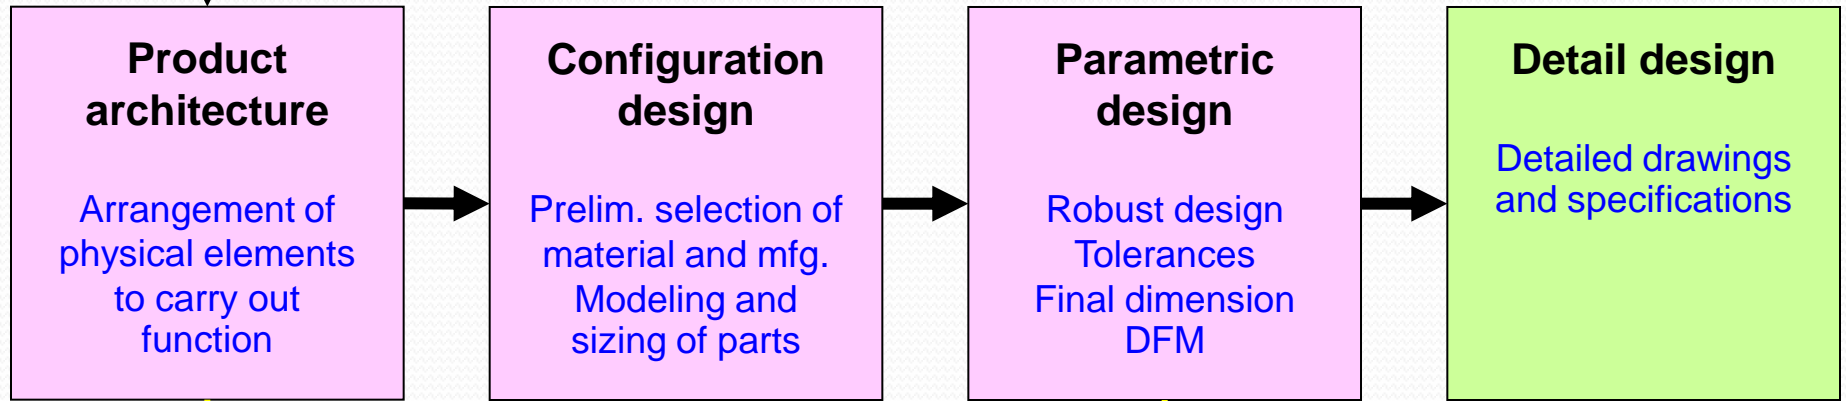 Product
architecture
Arrangement of
physical elements
to carry out
function
Configuration
design
Prelim. selection of
material and mfg.
Modeling and
sizing of parts
Parametric
design
Robust design
Tolerances
Final dimension
DFM
Detail design
Detailed drawings
and specifications